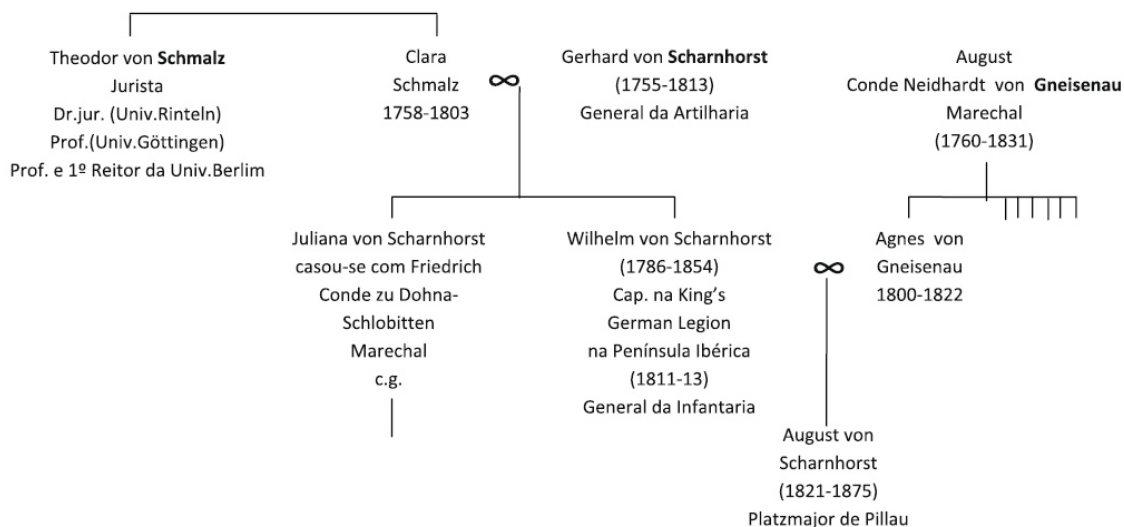 Theodor von Schmalz
Jurista
Dr.jur. (Univ.Rinteln)
Prof.(Univ.Göttingen)
Prof. e 1º Reitor da Univ.Berlim
Clara
Schmalz
1758-1803
∞
Gerhard von Scharnhorst
(1755-1813)
General da Artilharia
August
Conde Neidhardt von Gneisenau
Marechal
(1760-1831)
Juliana von Scharnhorst
casou-se com Friedrich
Conde zu Dohna-
Schlobitten
Marechal
c.g.
Wilhelm von Scharnhorst
(1786-1854)
Cap. na King's
German Legion
na Península Ibérica
(1811-13)
General da Infantaria
∞
Agnes von
Gneisenau
1800-1822
August von
Scharnhorst
(1821-1875)
Platzmajor de Pillau